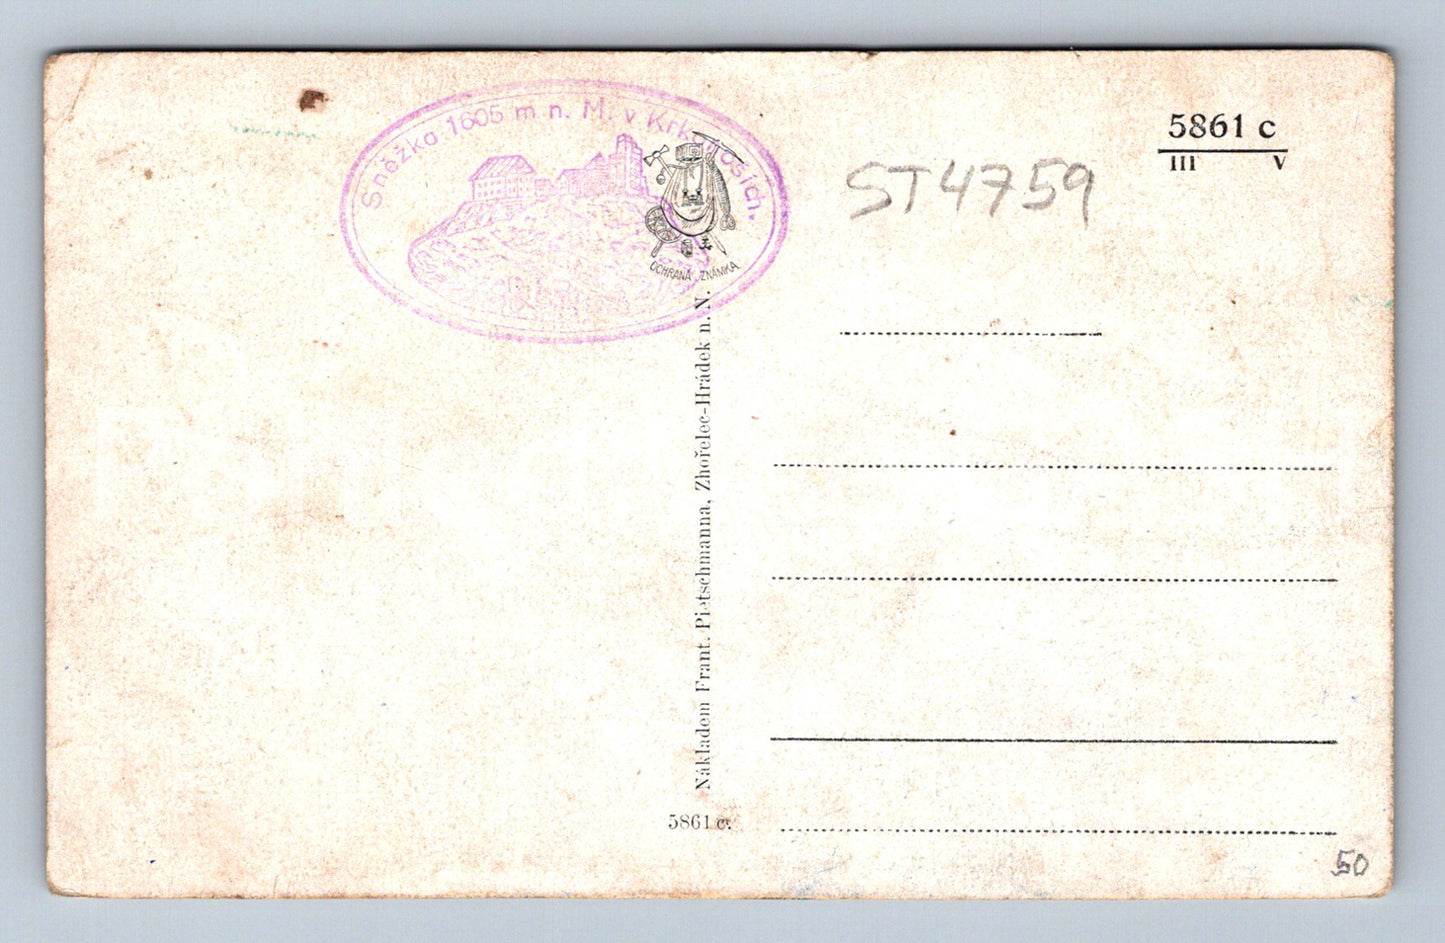 Sněžka 1605 m n. M. v Krkonoších.
OCHRANÁ ZNÁMKA
5861 c
III V
ST4759
Nákladem Frant. Pietschmanna, Zhořelec-Hrádek n. N.
5861 c.
50